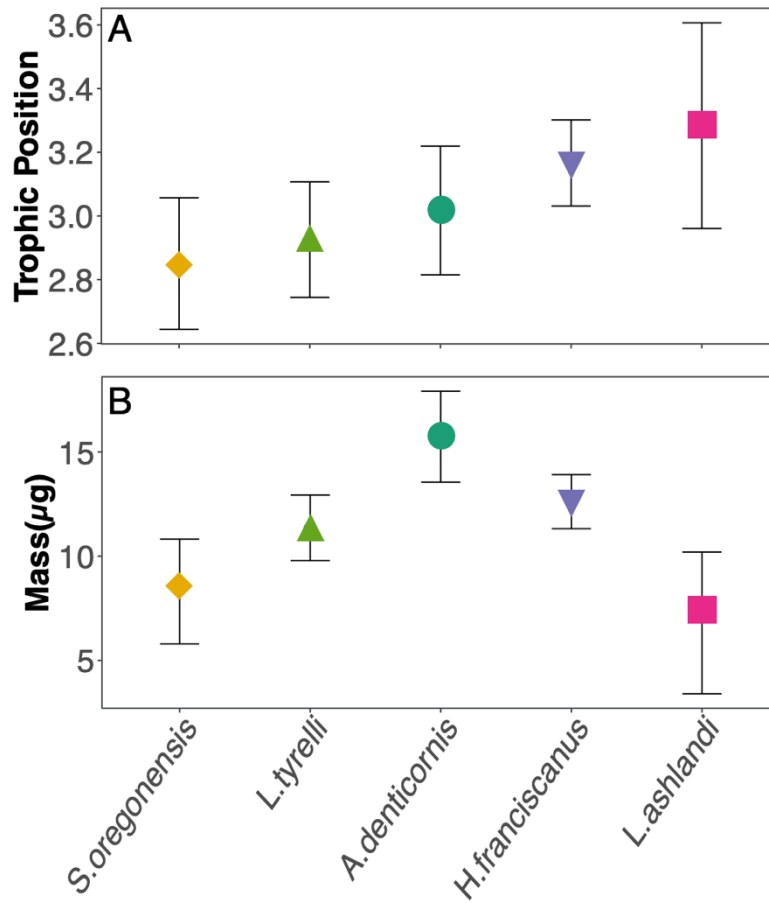 A
Trophic Position
3.6
3.4
3.2
3.0
2.8
2.6
B
Mass(µg)
15
10
5
S.oregonensis
L.tyrelli
A.denticornis
H.franciscanus
L.ashlandi